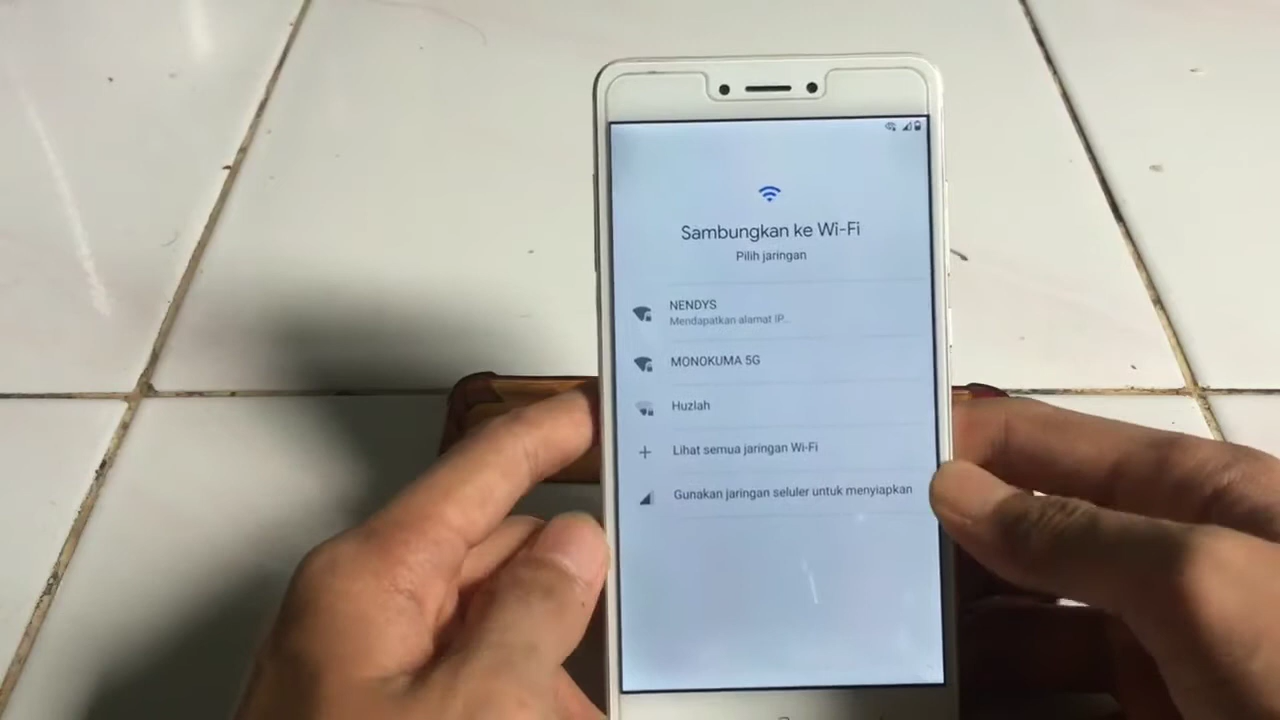 Sambungkan ke Wi-Fi
Pilih jaringan
NENDYS
Mendapatkan alamat IP...
MONOKUMA 5G
Huzlah
Lihat semua jaringan Wi-Fi
Gunakan jaringan seluler untuk menyiapkan